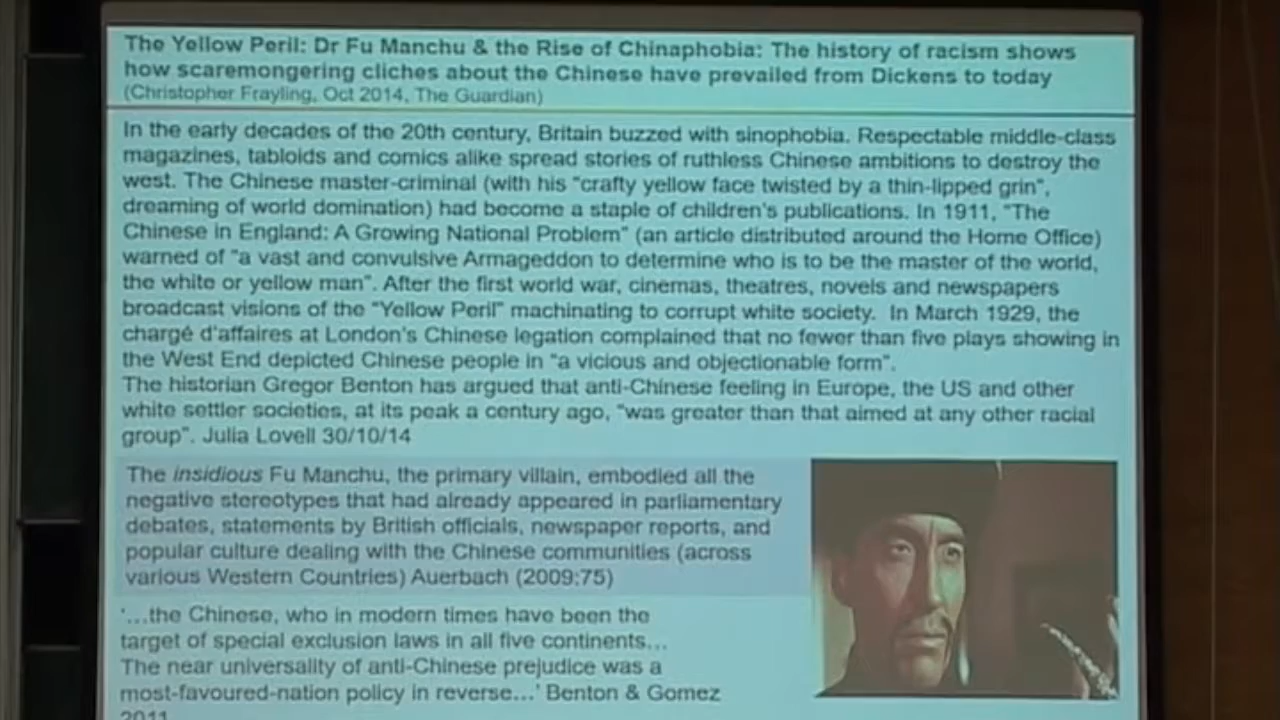 The Yellow Peril: Dr Fu Manchu & the Rise of Chinaphobia: The history of racism shows
how scaremongering cliches about the Chinese have prevailed from Dickens to today
(Christopher Frayling, Oct 2014, The Guardian)
In the early decades of the 20th century, Britain buzzed with sinophobia. Respectable middle-class
magazines, tabloids and comics alike spread stories of ruthless Chinese ambitions to destroy the
west. The Chinese master-criminal (with his "crafty yellow face twisted by a thin-lipped grin",
dreaming of world domination) had become a staple of children's publications. In 1911, "The
Chinese in England: A Growing National Problem" (an article distributed around the Home Office)
warned of "a vast and convulsive Armageddon to determine who is to be the master of the world,
the white or yellow man". After the first world war, cinemas, theatres, novels and newspapers
broadcast visions of the "Yellow Peril" machinating to corrupt white society. In March 1929, the
chargé d'affaires at London's Chinese legation complained that no fewer than five plays showing in
the West End depicted Chinese people in "a vicious and objectionable form".
The historian Gregor Benton has argued that anti-Chinese feeling in Europe, the US and other
white settler societies, at its peak a century ago, "was greater than that aimed at any other racial
group". Julia Lovell 30/10/14
The insidious Fu Manchu, the primary villain, embodied all the
negative stereotypes that had already appeared in parliamentary
debates, statements by British officials, newspaper reports, and
popular culture dealing with the Chinese communities (across
various Western Countries) Auerbach (2009:75)
'...the Chinese, who in modern times have been the
target of special exclusion laws in all five continents...
The near universality of anti-Chinese prejudice was a
most-favoured-nation policy in reverse...' Benton & Gomez
2011